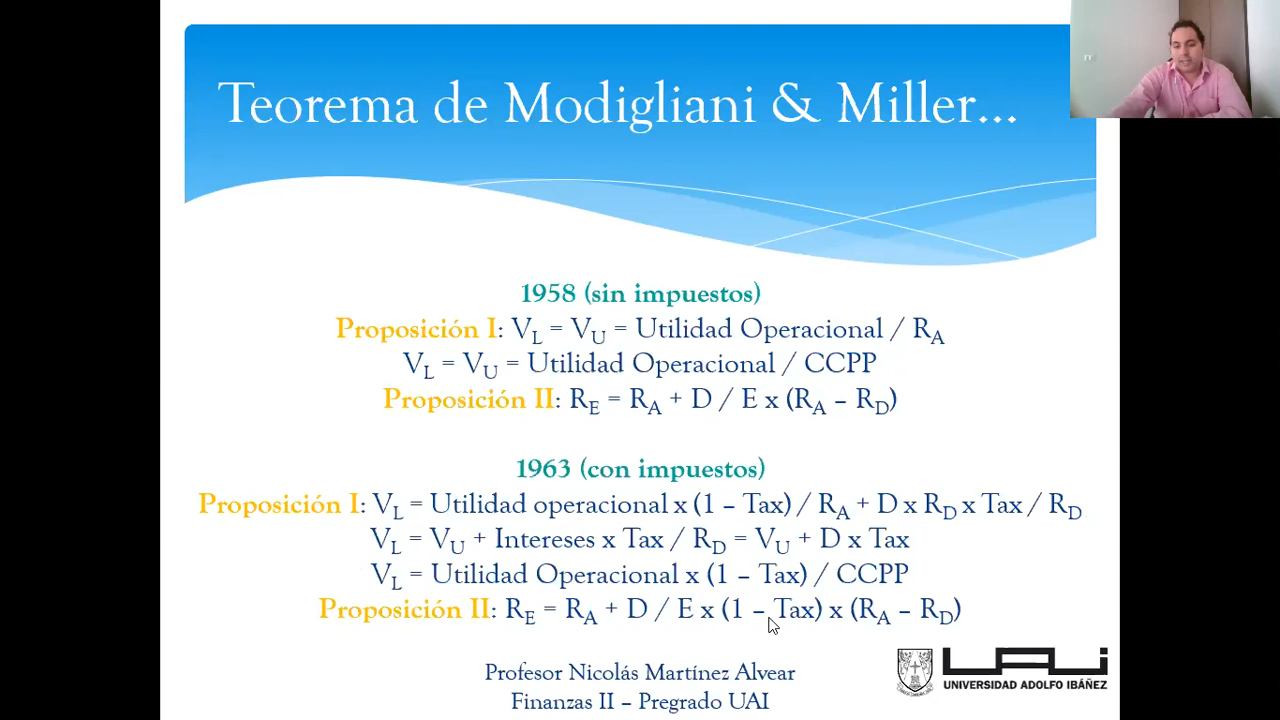 Teorema de Modigliani & Miller...
1958 (sin impuestos)
Proposición I: V_L = V_U = Utilidad Operacional / R_A
V_L = V_U = Utilidad Operacional / CCPP
Proposición II: R_E = R_A + D / E x (R_A – R_D)
1963 (con impuestos)
Proposición I: V_L = Utilidad operacional x (1 – Tax) / R_A + D x R_D x Tax / R_D
V_L = V_U + Intereses x Tax / R_D = V_U + D x Tax
V_L = Utilidad Operacional x (1 – Tax) / CCPP
Proposición II: R_E = R_A + D / E x (1 – Tax) x (R_A – R_D)
Profesor Nicolás Martínez Alvear
Finanzas II – Pregrado UAI
UAI
UNIVERSIDAD ADOLFO IBÁÑEZ